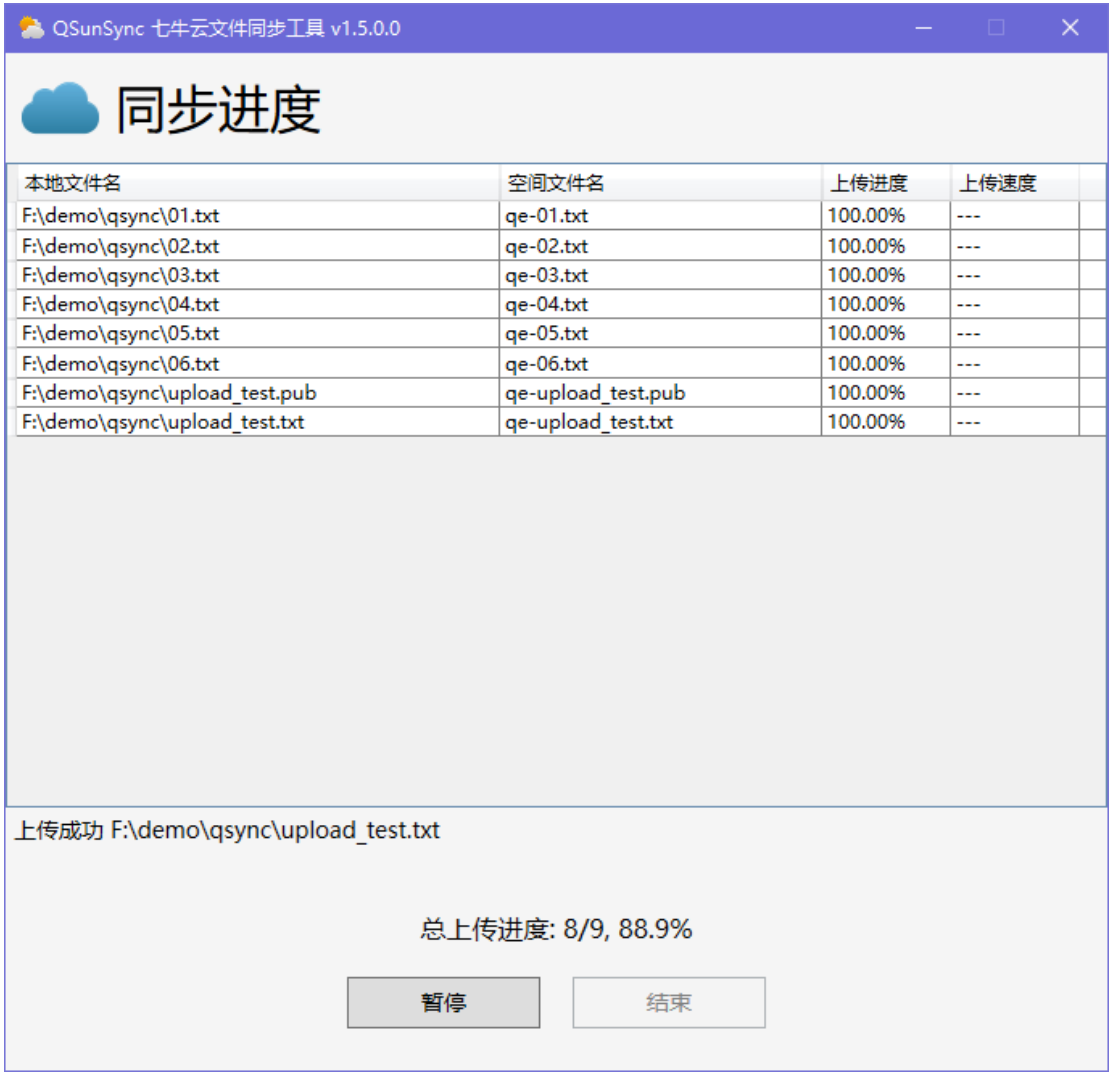 QSunSync 七牛云文件同步工具 v1.5.0.0
同步进度
本地文件名 空间文件名 上传进度 上传速度
F:\demo\qsync\01.txt qe-01.txt 100.00% ---
F:\demo\qsync\02.txt qe-02.txt 100.00% ---
F:\demo\qsync\03.txt qe-03.txt 100.00% ---
F:\demo\qsync\04.txt qe-04.txt 100.00% ---
F:\demo\qsync\05.txt qe-05.txt 100.00% ---
F:\demo\qsync\06.txt qe-06.txt 100.00% ---
F:\demo\qsync\upload_test.pub qe-upload_test.pub 100.00% ---
F:\demo\qsync\upload_test.txt qe-upload_test.txt 100.00% ---
上传成功 F:\demo\qsync\upload_test.txt
总上传进度: 8/9, 88.9%
暂停 结束